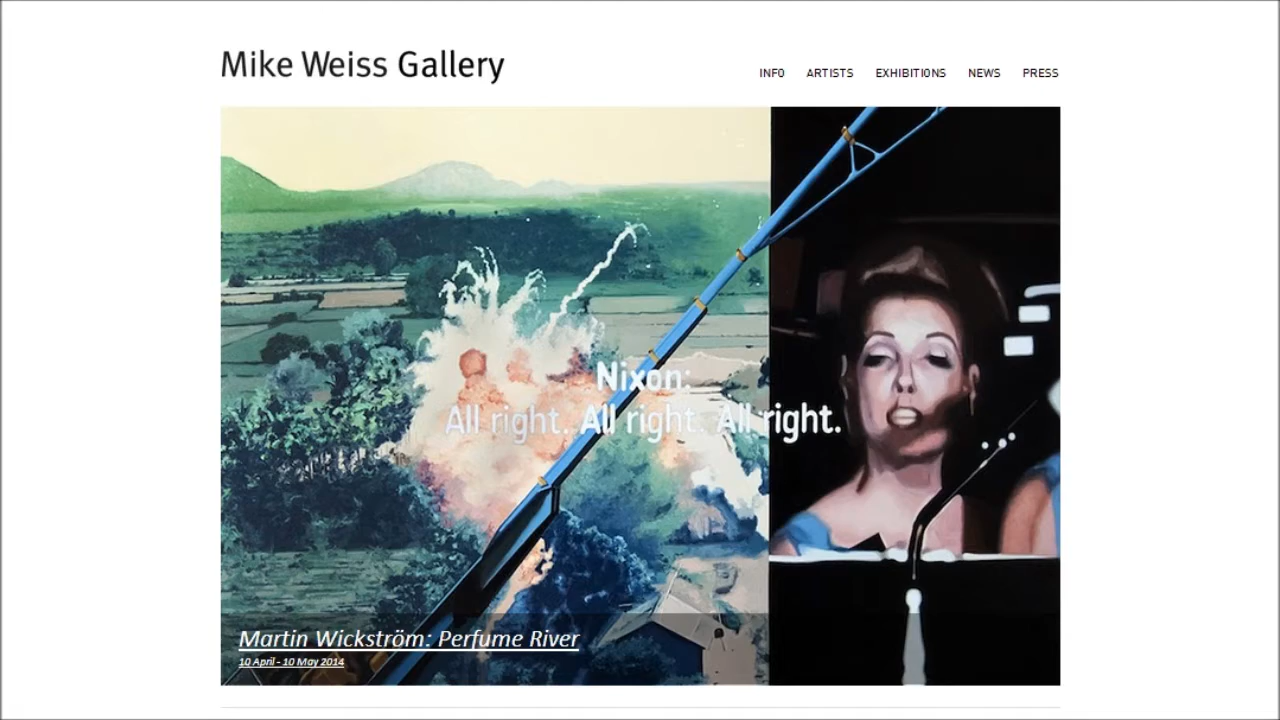 Mike Weiss Gallery
INFO ARTISTS EXHIBITIONS NEWS PRESS
Nixon:
All right. All right. All right.
Martin Wickström: Perfume River
10 April - 10 May 2014